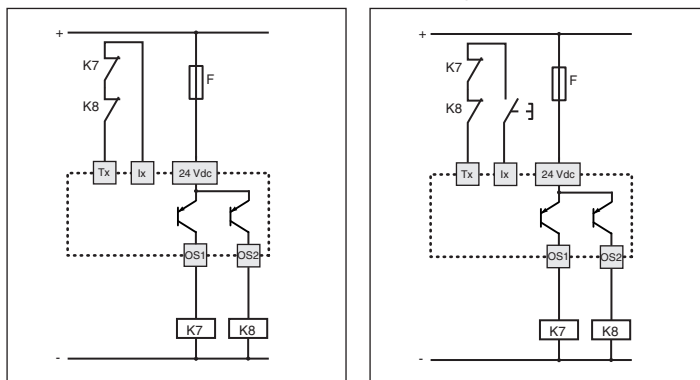 +
K7
F
K8
Tx
Ix
24 Vdc
OS1
OS2
K7
K8
-
+
K7
F
K8
Tx
Ix
24 Vdc
OS1
OS2
K7
K8
-